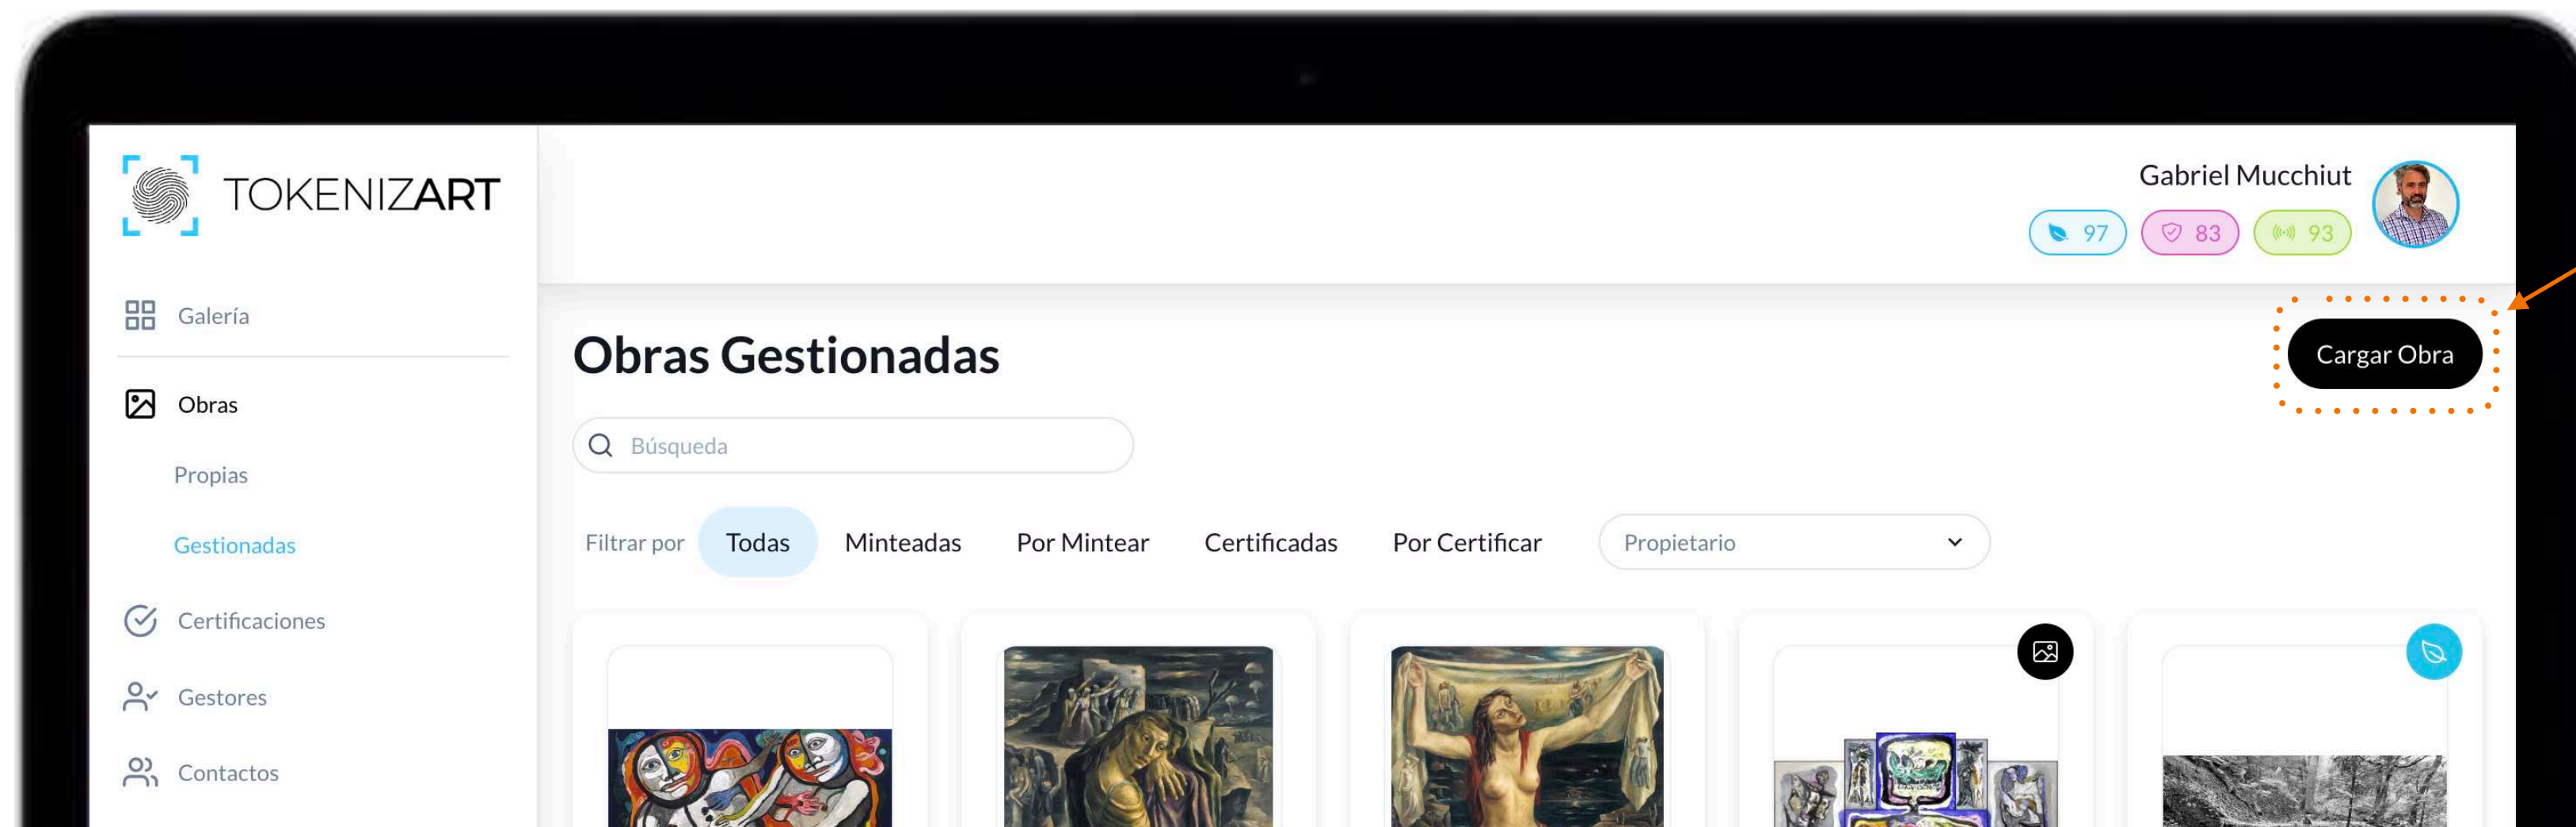 TOKENIZART
Gabriel Mucchiut
97 83 93
Galería
Obras
Propias
Gestionadas
Certificaciones
Gestores
Contactos
Obras Gestionadas
Cargar Obra
Búsqueda
Filtrar por Todas Minteadas Por Mintear Certificadas Por Certificar Propietario